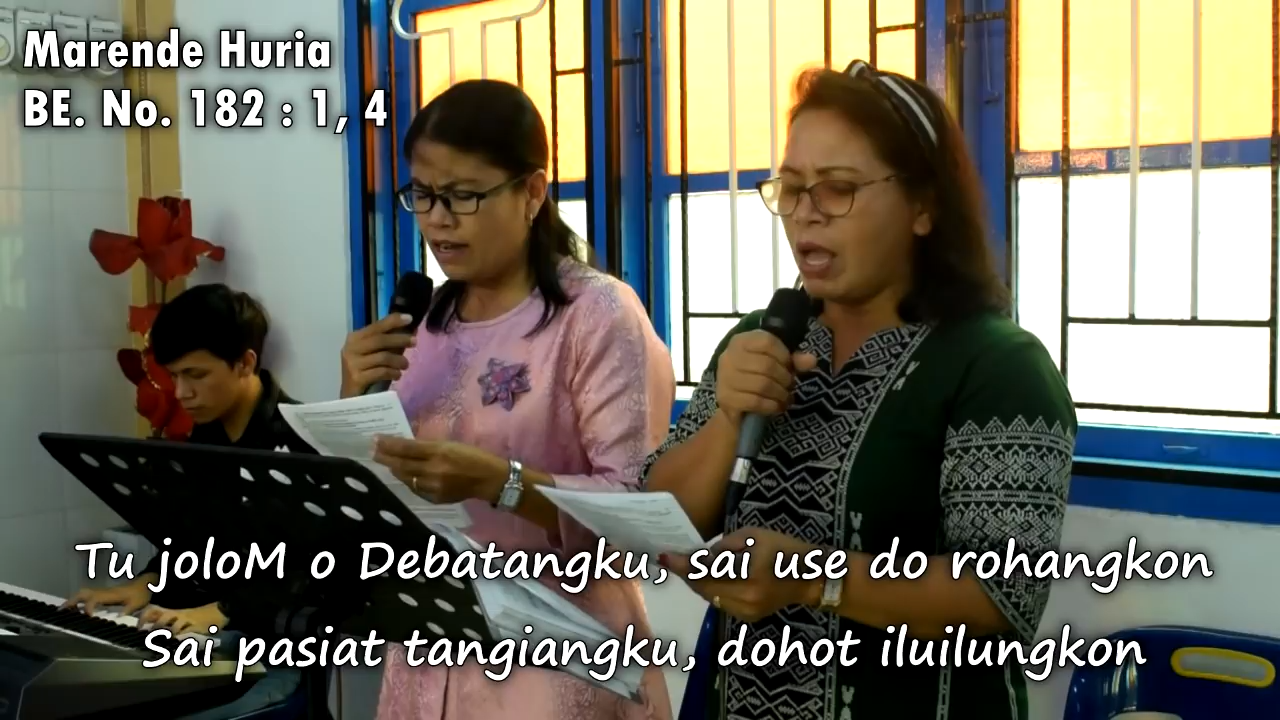 Marende Huria
BE. No. 182 : 1, 4
Tu joloM o Debatangku, sai use do rohangkon
Sai pasiat tangiangku, dohot iluilungkon